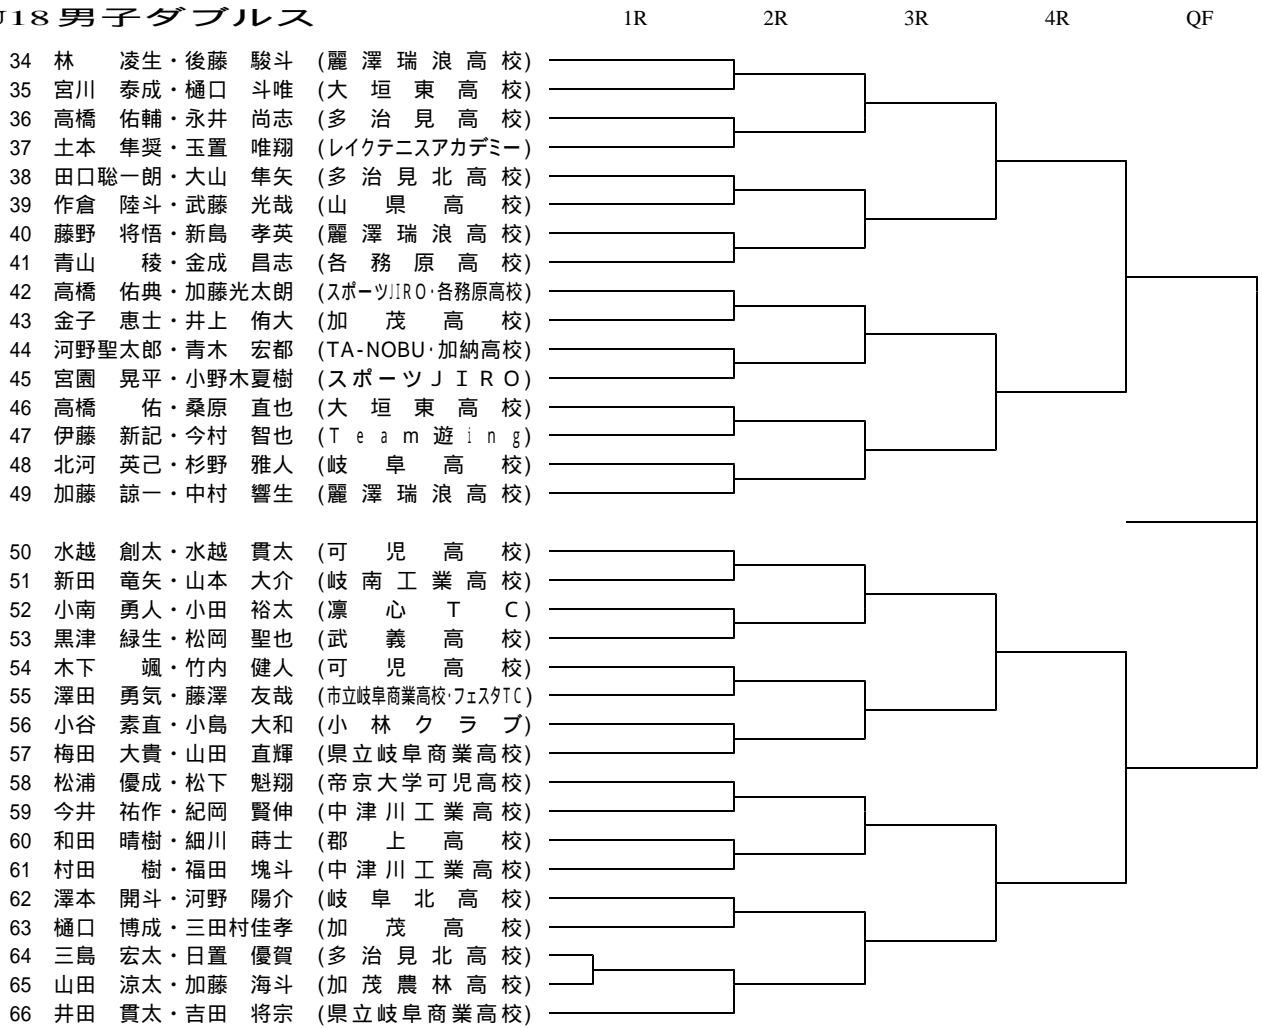 U18男子ダブルス 1R 2R 3R 4R QF
34 林 凌生・後藤 駿斗 (麗澤瑞浪高校)
35 宮川 泰成・樋口 斗唯 (大垣東高校)
36 高橋 佑輔・永井 尚志 (多治見高校)
37 土本 隼奨・玉置 唯翔 (レイクテニスアカデミー)
38 田口聡一朗・大山 隼矢 (多治見北高校)
39 作倉 陸斗・武藤 光哉 (山県高校)
40 藤野 将悟・新島 孝英 (麗澤瑞浪高校)
41 青山 稜・金成 昌志 (各務原高校)
42 高橋 佑典・加藤光太朗 (スポーツJIRO・各務原高校)
43 金子 恵士・井上 侑大 (加茂高校)
44 河野聖太郎・青木 宏都 (TA-NOBU・加納高校)
45 宮園 晃平・小野木夏樹 (スポーツJIRO)
46 高橋 佑・桑原 直也 (大垣東高校)
47 伊藤 新記・今村 智也 (Team遊ing)
48 北河 英己・杉野 雅人 (岐阜高校)
49 加藤 諒一・中村 響生 (麗澤瑞浪高校)
50 水越 創太・水越 貫太 (可児高校)
51 新田 竜矢・山本 大介 (岐南工業高校)
52 小南 勇人・小田 裕太 (凛心TC)
53 黒津 緑生・松岡 聖也 (武義高校)
54 木下 颯・竹内 健人 (可児高校)
55 澤田 勇気・藤澤 友哉 (市立岐阜商業高校・フェスタTC)
56 小谷 素直・小島 大和 (小林クラブ)
57 梅田 大貴・山田 直輝 (県立岐阜商業高校)
58 松浦 優成・松下 魁翔 (帝京大学可児高校)
59 今井 祐作・紀岡 賢伸 (中津川工業高校)
60 和田 晴樹・細川 蒔士 (郡上高校)
61 村田 樹・福田 塊斗 (中津川工業高校)
62 澤本 開斗・河野 陽介 (岐阜北高校)
63 樋口 博成・三田村佳孝 (加茂高校)
64 三島 宏太・日置 優賀 (多治見北高校)
65 山田 涼太・加藤 海斗 (加茂農林高校)
66 井田 貫太・吉田 将宗 (県立岐阜商業高校)